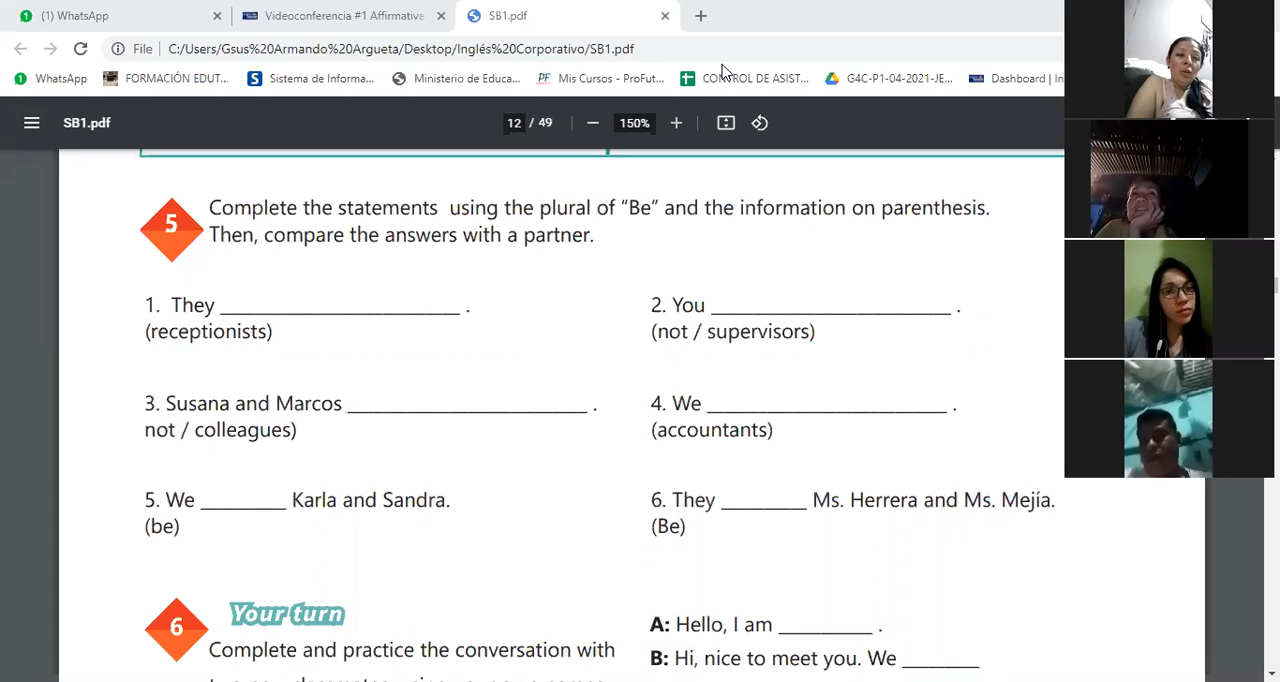 (1) WhatsApp
Videoconferencia #1 Affirmative
SB1.pdf
File C:/Users/Gsus%20Armando%20Argueta/Desktop/Inglés%20Corporativo/SB1.pdf
WhatsApp
FORMACIÓN EDUT...
Sistema de Informa...
Ministerio de Educa...
PF Mis Cursos - ProFut...
CONTROL DE ASIST...
G4C-P1-04-2021-JE...
Dashboard | In
SB1.pdf
12 / 49
150%
5
Complete the statements using the plural of “Be” and the information on parenthesis.
Then, compare the answers with a partner.
1. They _________________________ .
(receptionists)
2. You _________________________ .
(not / supervisors)
3. Susana and Marcos _________________________ .
not / colleagues)
4. We _________________________ .
(accountants)
5. We _________ Karla and Sandra.
(be)
6. They _________ Ms. Herrera and Ms. Mejía.
(Be)
6
Your turn
Complete and practice the conversation with
A: Hello, I am __________ .
B: Hi, nice to meet you. We ________